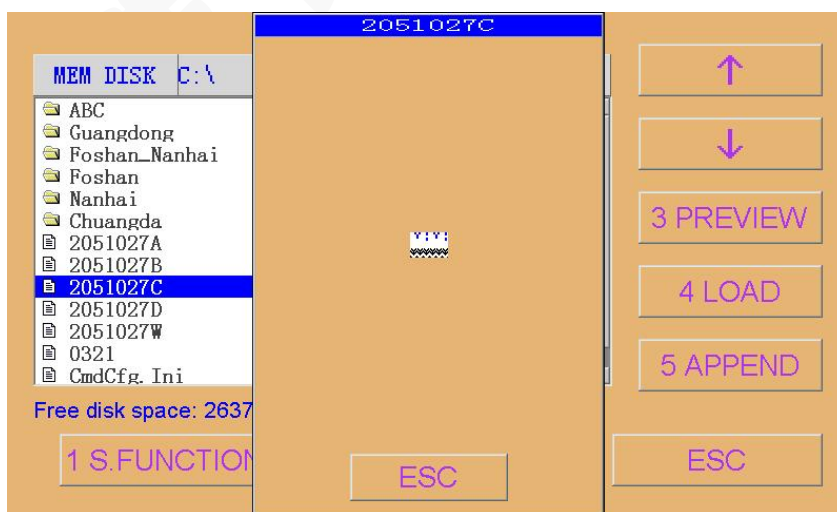 2051027C
MEM DISK C:\
ABC
Guangdong
Foshan_Nanhai
Foshan
Nanhai
Chuangda
2051027A
2051027B
2051027C
2051027D
2051027W
0321
CmdCfg.Ini
Free disk space: 2637
1 S.FUNCTION
ESC
↑
↓
3 PREVIEW
4 LOAD
5 APPEND
ESC